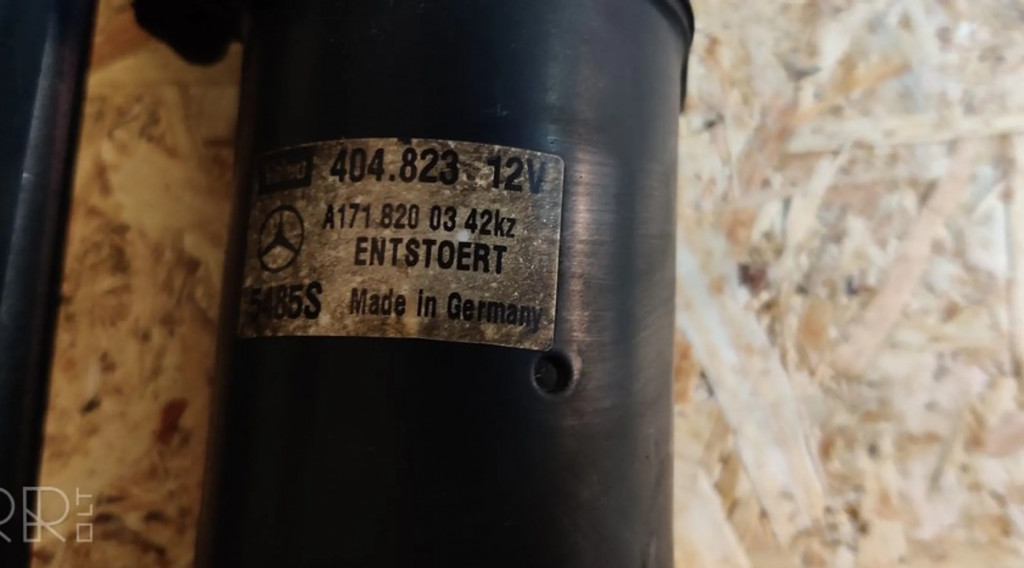 404.823 12V
A171 820 03 42kz
ENTSTOERT
5485S Made in Germany